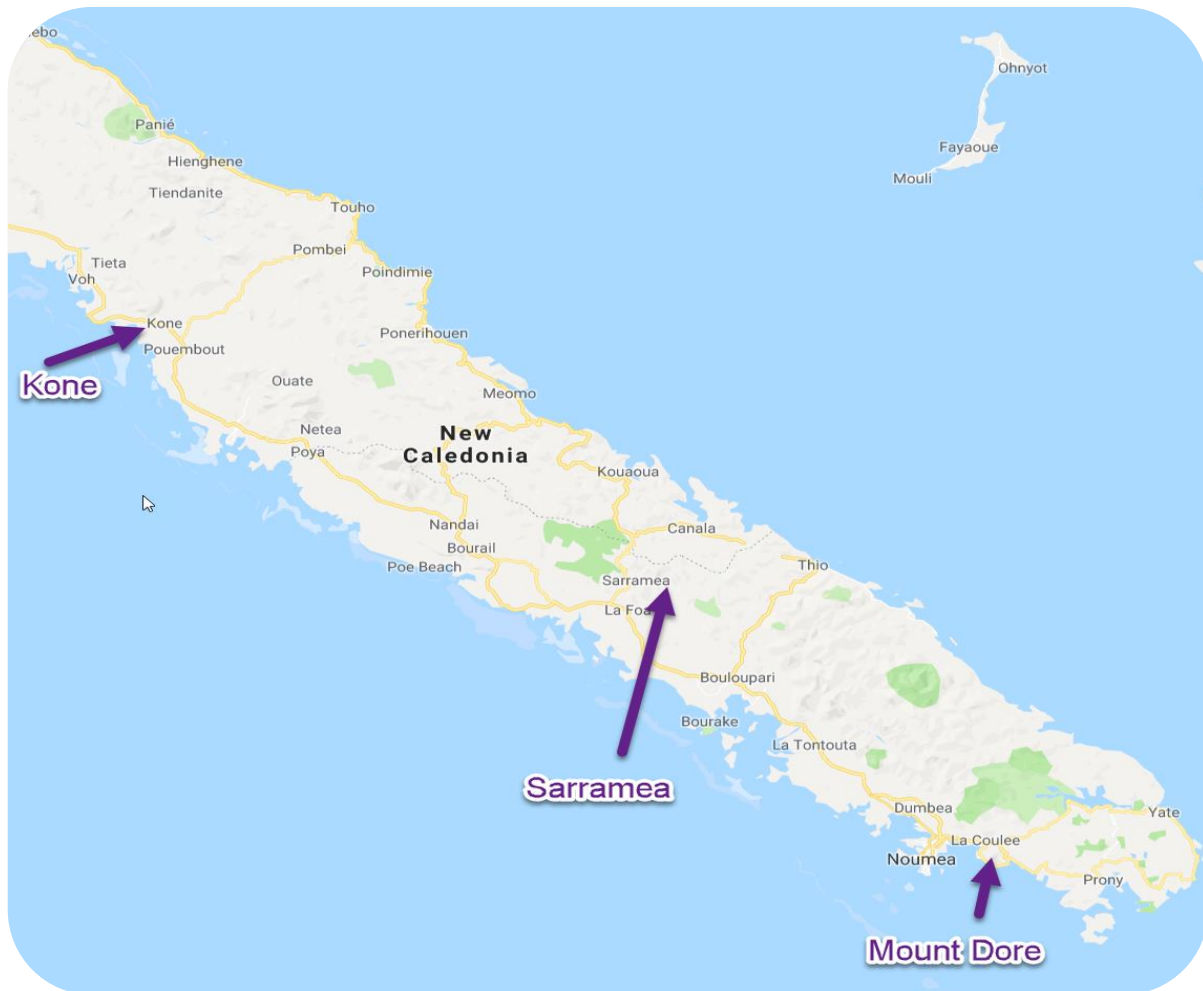 ebo
Ohnyot
Panié
Fayaoue
Hienghene
Mouli
Tiendanite
Touho
Pombei
Tieta
Poindimie
Voh
Kone
Ponerihouen
Pouembout
Kone
Ouate
Meomo
Netea
New
Caledonia
Poya
Kouaoua
Nandai
Canala
Bourail
Poe Beach
Thio
Sarramea
La Foa
Bouloupari
Bourake
La Tontouta
Sarramea
Dumbea
Yate
La Coulee
Noumea
Prony
Mount Dore